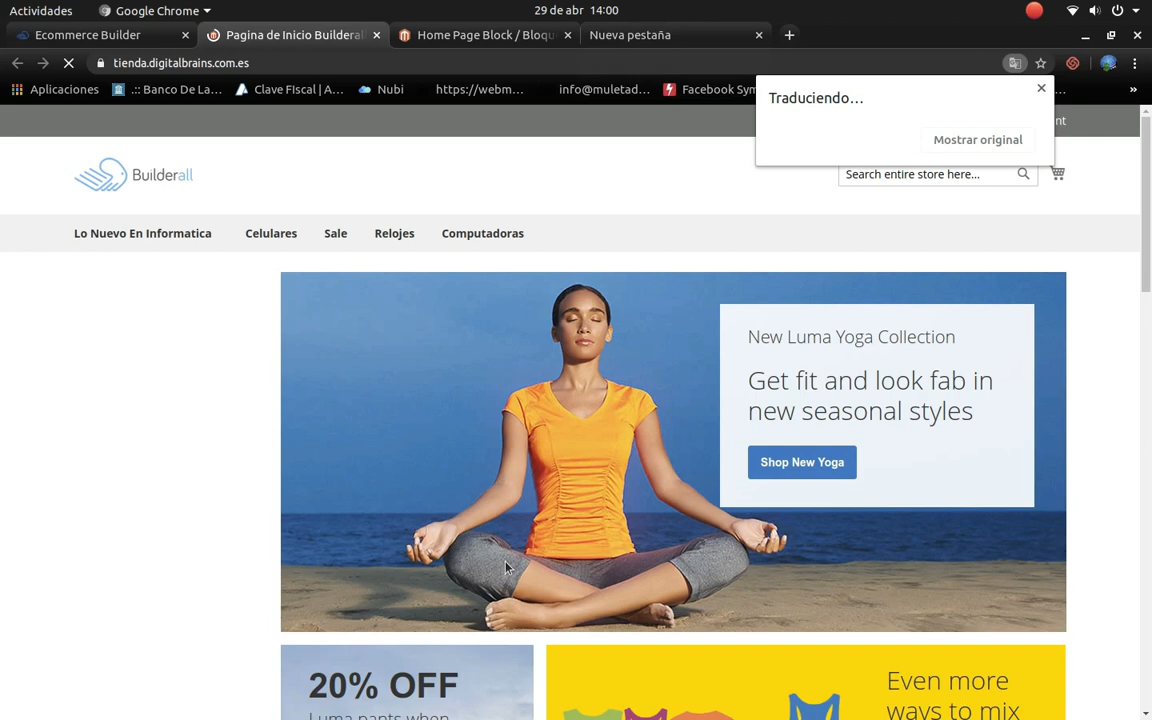 Actividades
Google Chrome
29 de abr 14:00
Ecommerce Builder
Pagina de Inicio Builderall
Home Page Block / Bloqu
Nueva pestaña
tienda.digitalbrains.com.es
Aplicaciones
.:: Banco De La...
Clave FIscal | A...
Nubi
https://webm...
info@muletad...
Facebook Sym
...
»
Traduciendo...
Mostrar original
nt
Builderall
Search entire store here...
Lo Nuevo En Informatica
Celulares
Sale
Relojes
Computadoras
New Luma Yoga Collection
Get fit and look fab in
new seasonal styles
Shop New Yoga
20% OFF
Luma pants when
Even more
ways to mix